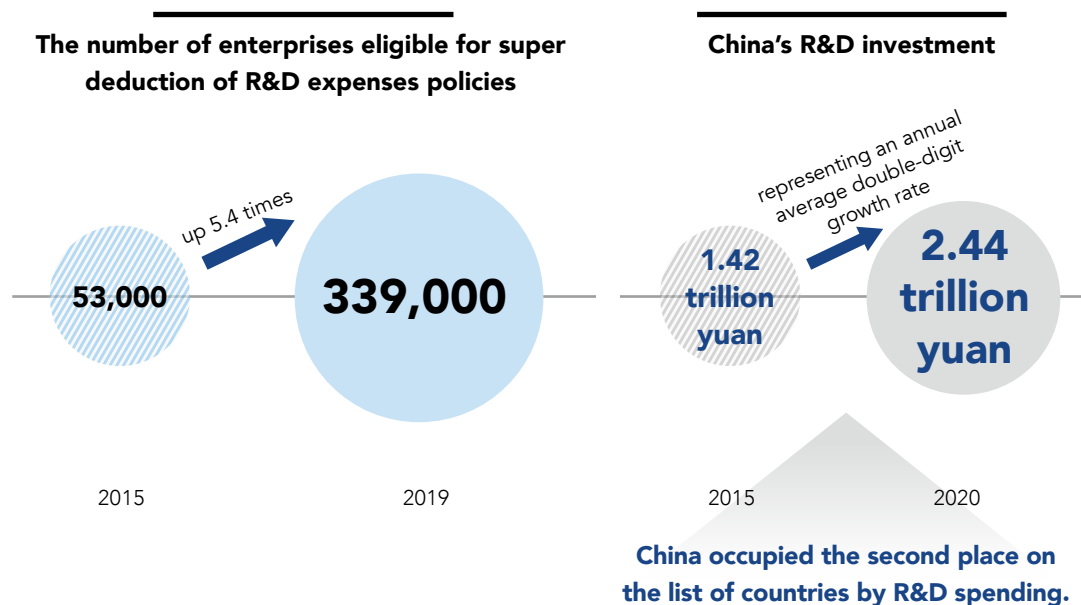 The number of enterprises eligible for super
deduction of R&D expenses policies
up 5.4 times
53,000
339,000
2015
2019
China’s R&D investment
representing an annual
average double-digit
growth rate
1.42
trillion
yuan
2.44
trillion
yuan
2015
2020
China occupied the second place on
the list of countries by R&D spending.